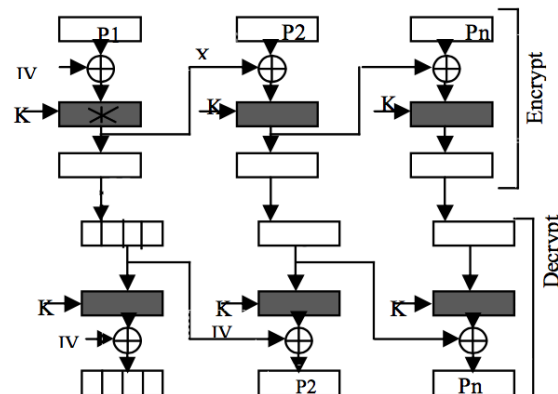 P1 P2 Pn
IV X
K K K
Encrypt
Decrypt
K K K
IV IV
P2 Pn